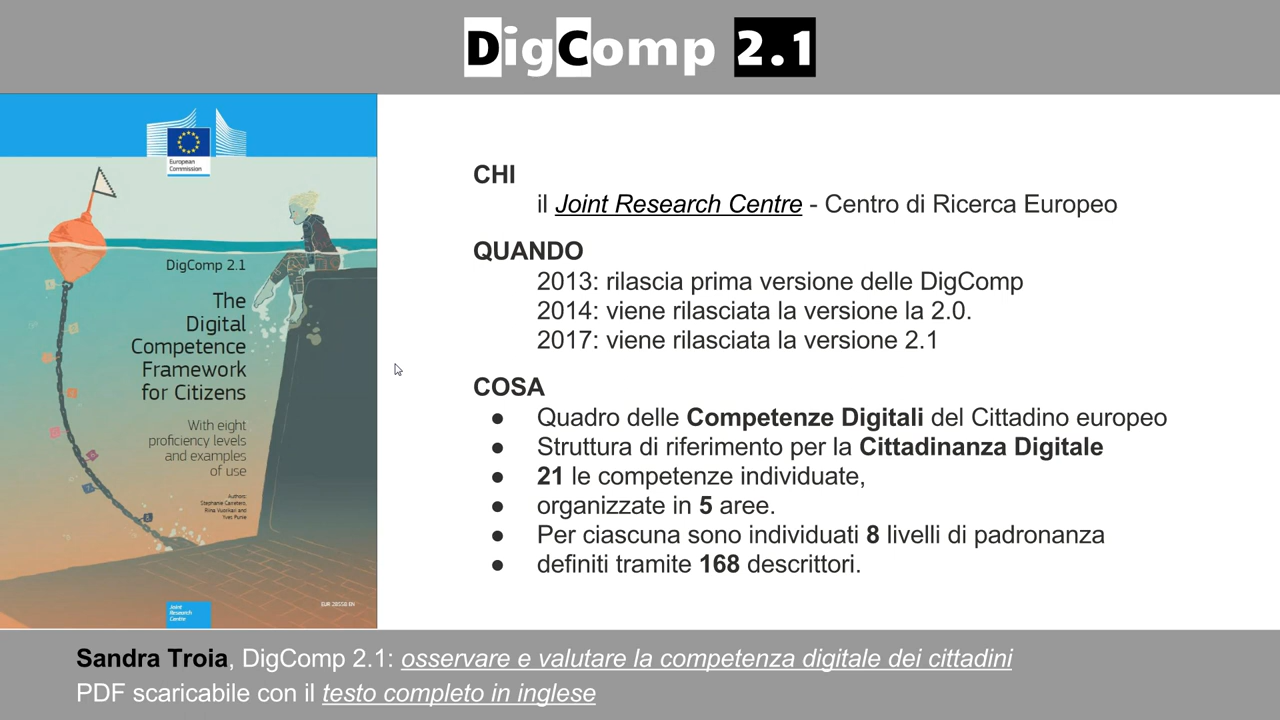 DigComp 2.1
European
Commission
DigComp 2.1
The
Digital
Competence
Framework
for Citizens
With eight
proficiency levels
and examples
of use
Authors:
Stephanie Carretero,
Riina Vuorikari and
Yves Punie
EUR 28558 EN
Joint
Research
Centre
CHI
il Joint Research Centre - Centro di Ricerca Europeo
QUANDO
2013: rilascia prima versione delle DigComp
2014: viene rilasciata la versione la 2.0.
2017: viene rilasciata la versione 2.1
COSA
● Quadro delle Competenze Digitali del Cittadino europeo
● Struttura di riferimento per la Cittadinanza Digitale
● 21 le competenze individuate,
● organizzate in 5 aree.
● Per ciascuna sono individuati 8 livelli di padronanza
● definiti tramite 168 descrittori.
Sandra Troia, DigComp 2.1: osservare e valutare la competenza digitale dei cittadini
PDF scaricabile con il testo completo in inglese